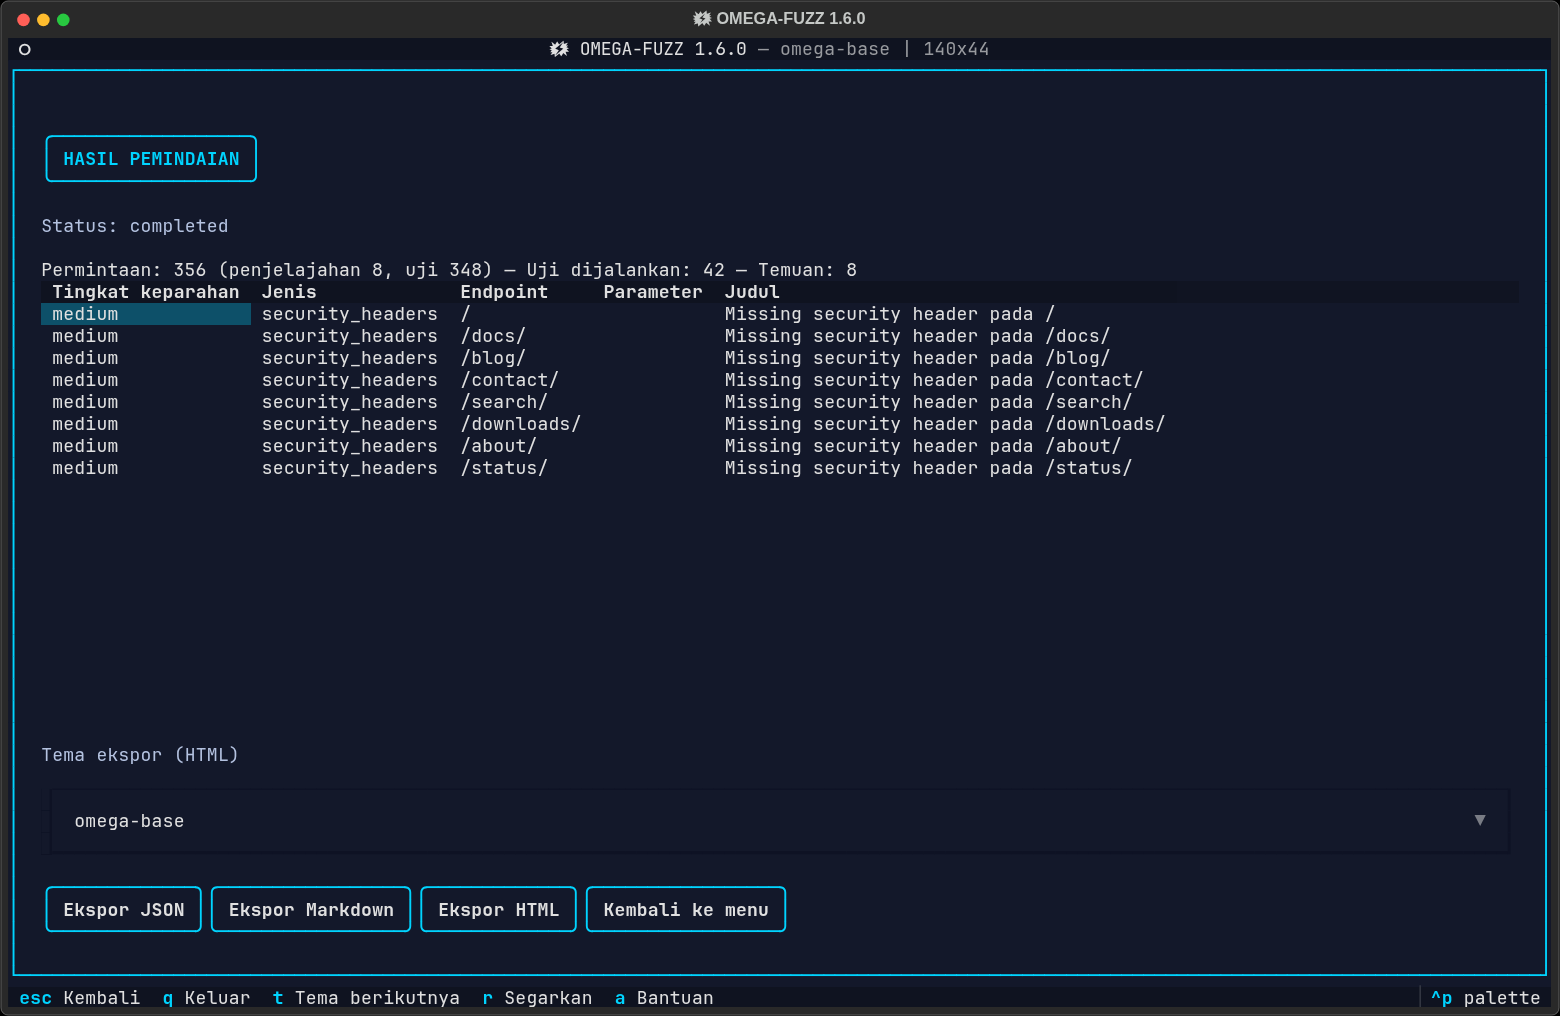 OMEGA-FUZZ 1.6.0
OMEGA-FUZZ 1.6.0 — omega-base | 140x44
HASIL PEMINDAIAN
Status: completed
Permintaan: 356 (penjelajahan 8, uji 348) — Uji dijalankan: 42 — Temuan: 8
Tingkat keparahan Jenis Endpoint Parameter Judul
medium security_headers / Missing security header pada /
medium security_headers /docs/ Missing security header pada /docs/
medium security_headers /blog/ Missing security header pada /blog/
medium security_headers /contact/ Missing security header pada /contact/
medium security_headers /search/ Missing security header pada /search/
medium security_headers /downloads/ Missing security header pada /downloads/
medium security_headers /about/ Missing security header pada /about/
medium security_headers /status/ Missing security header pada /status/
Tema ekspor (HTML)
omega-base ▼
Ekspor JSON Ekspor Markdown Ekspor HTML Kembali ke menu
esc Kembali q Keluar t Tema berikutnya r Segarkan a Bantuan ^p palette